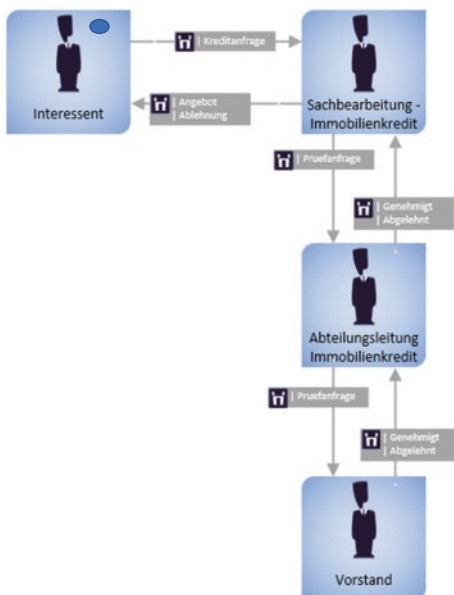 | Kreditanfrage
Interessent
| Angebot
| Ablehnung
Sachbearbeitung -
Immobilienkredit
| Pruefanfrage
| Genehmigt
| Abgelehnt
Abteilungsleitung
Immobilienkredit
| Pruefanfrage
| Genehmigt
| Abgelehnt
Vorstand